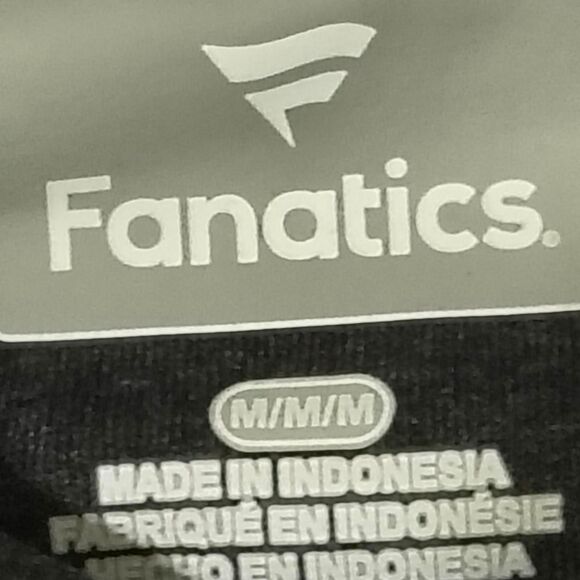 Fanatics.
M/M/M
MADE IN INDONESIA
FABRIQUÉ EN INDONÉSIE
HECHO EN INDONESIA